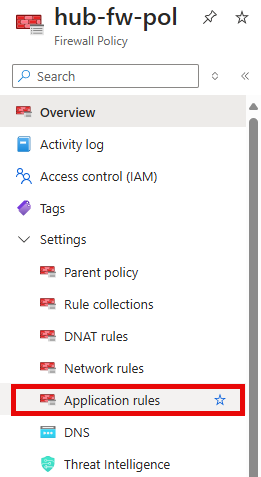 hub-fw-pol
Firewall Policy
Search
Overview
Activity log
Access control (IAM)
Tags
Settings
Parent policy
Rule collections
DNAT rules
Network rules
Application rules
DNS
Threat Intelligence